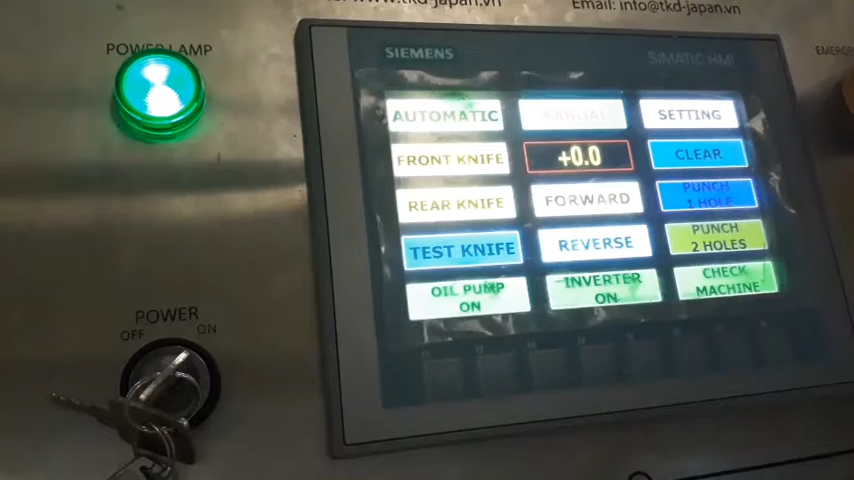 tkd-japan.vn
Email: info@tkd-japan.vn
POWER LAMP
SIEMENS
SIMATIC HMI
EMERGE
AUTOMATIC
MANUAL
SETTING
FRONT KNIFE
+0.0
CLEAR
REAR KNIFE
FORWARD
PUNCH
1 HOLE
TEST KNIFE
REVERSE
PUNCH
2 HOLES
OIL PUMP
ON
INVERTER
ON
CHECK
MACHINE
POWER
OFF
ON